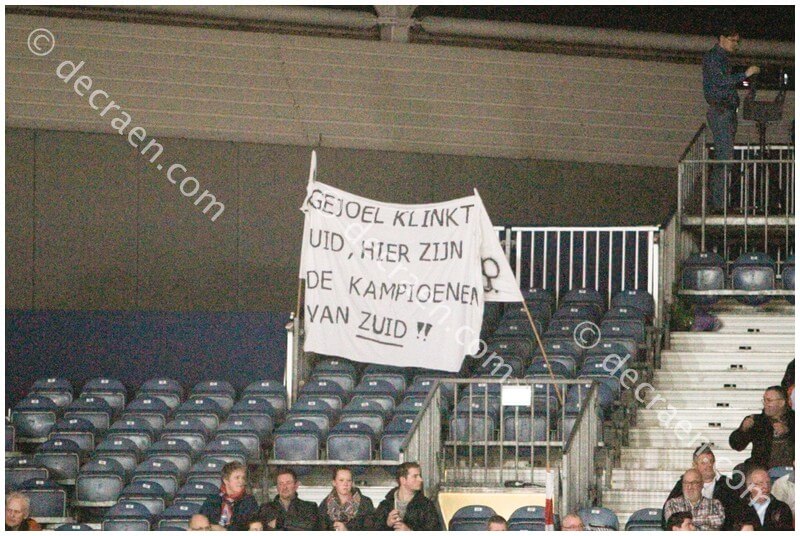 © decraen.com
GEJOEL KLINKT
UID, HIER ZIJN
DE KAMPIOENEN
VAN ZUID !!
© decraen.com
© decraen.com